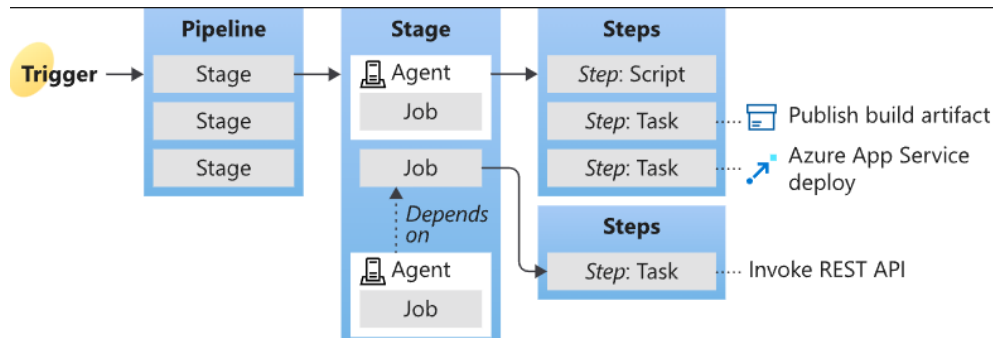 Trigger
Pipeline
Stage
Stage
Stage
Stage
Agent
Job
Job
Depends
on
Agent
Job
Steps
Step: Script
Step: Task
Publish build artifact
Step: Task
Azure App Service
deploy
Steps
Step: Task
Invoke REST API